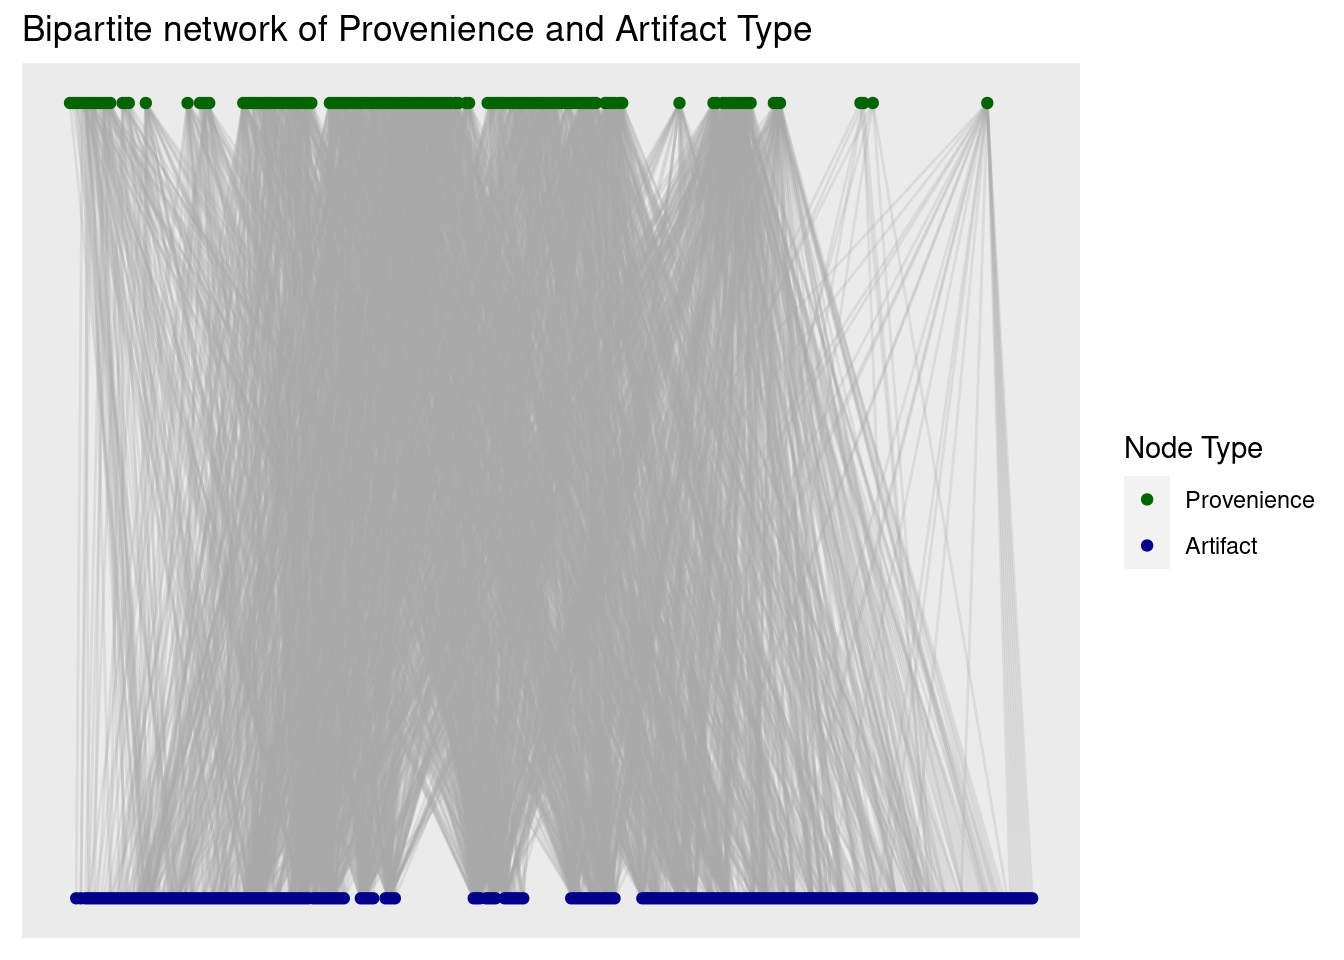 Bipartite network of Provenience and Artifact Type
Node Type
Provenience
Artifact